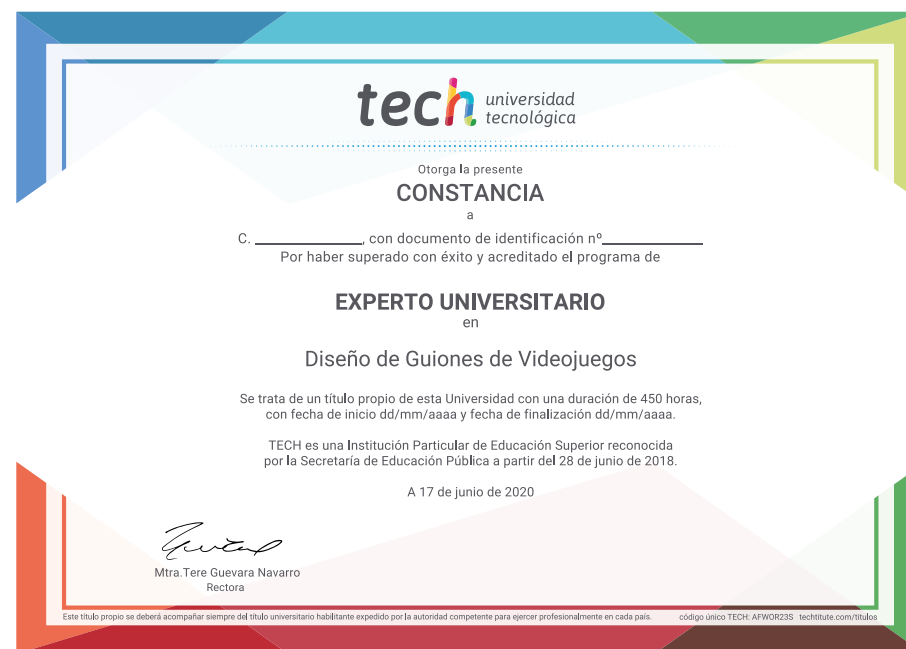 tech universidad
tecnológica
Otorga la presente
CONSTANCIA
a
C. ____________, con documento de identificación nº____________
Por haber superado con éxito y acreditado el programa de
EXPERTO UNIVERSITARIO
en
Diseño de Guiones de Videojuegos
Se trata de un título propio de esta Universidad con una duración de 450 horas,
con fecha de inicio dd/mm/aaaa y fecha de finalización dd/mm/aaaa.
TECH es una Institución Particular de Educación Superior reconocida
por la Secretaría de Educación Pública a partir del 28 de junio de 2018.
A 17 de junio de 2020
Mtra.Tere Guevara Navarro
Rectora
Este título propio se deberá acompañar siempre del título universitario habilitante expedido por la autoridad competente para ejercer profesionalmente en cada país. código único TECH: AFWOR23S techtitute.com/titulos